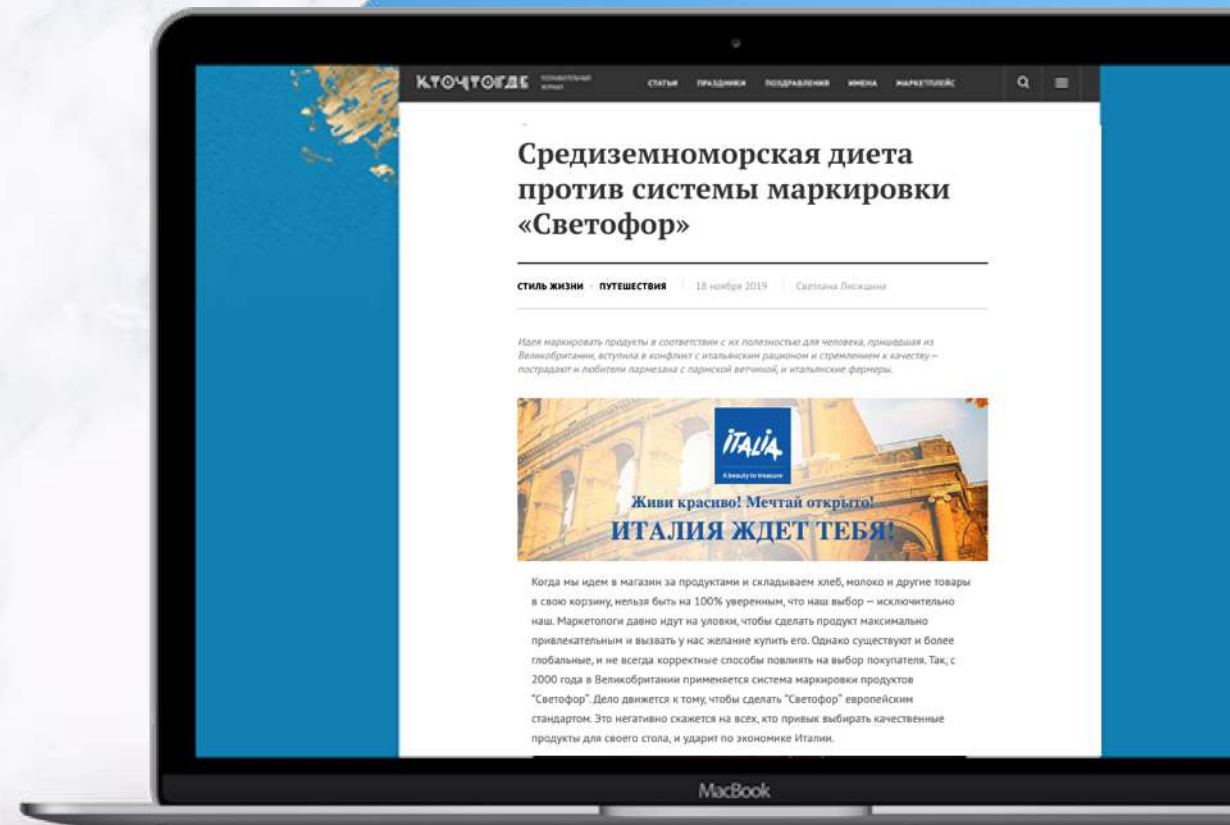 КТОЧТОГДЕ ПОЗНАВАТЕЛЬНЫЙ ЖУРНАЛ СТАТЬИ ПРАЗДНИКИ ПОЗДРАВЛЕНИЯ ИМЕНА МАРКЕТПЛЕЙС
Средиземноморская диета
против системы маркировки
«Светофор»
СТИЛЬ ЖИЗНИ ПУТЕШЕСТВИЯ 18 ноября 2019 Светлана Лисицына
Идея маркировать продукты в соответствии с их полезностью для человека, пришедшая из
Великобритании, вступила в конфликт с итальянским рационом и стремлением к качеству —
пострадают и любители пармезана с пармской ветчиной, и итальянские фермеры.
ITALIA
A beauty to treasure
Живи красиво! Мечтай открыто!
ИТАЛИЯ ЖДЕТ ТЕБЯ!
Когда мы идем в магазин за продуктами и складываем хлеб, молоко и другие товары
в свою корзину, нельзя быть на 100% уверенным, что наш выбор — исключительно
наш. Маркетологи давно идут на уловки, чтобы сделать продукт максимально
привлекательным и вызвать у нас желание купить его. Однако существуют и более
глобальные, и не всегда корректные способы повлиять на выбор покупателя. Так, с
2000 года в Великобритании применяется система маркировки продуктов
"Светофор". Дело движется к тому, чтобы сделать "Светофор" европейским
стандартом. Это негативно скажется на всех, кто привык выбирать качественные
продукты для своего стола, и ударит по экономике Италии.
MacBook